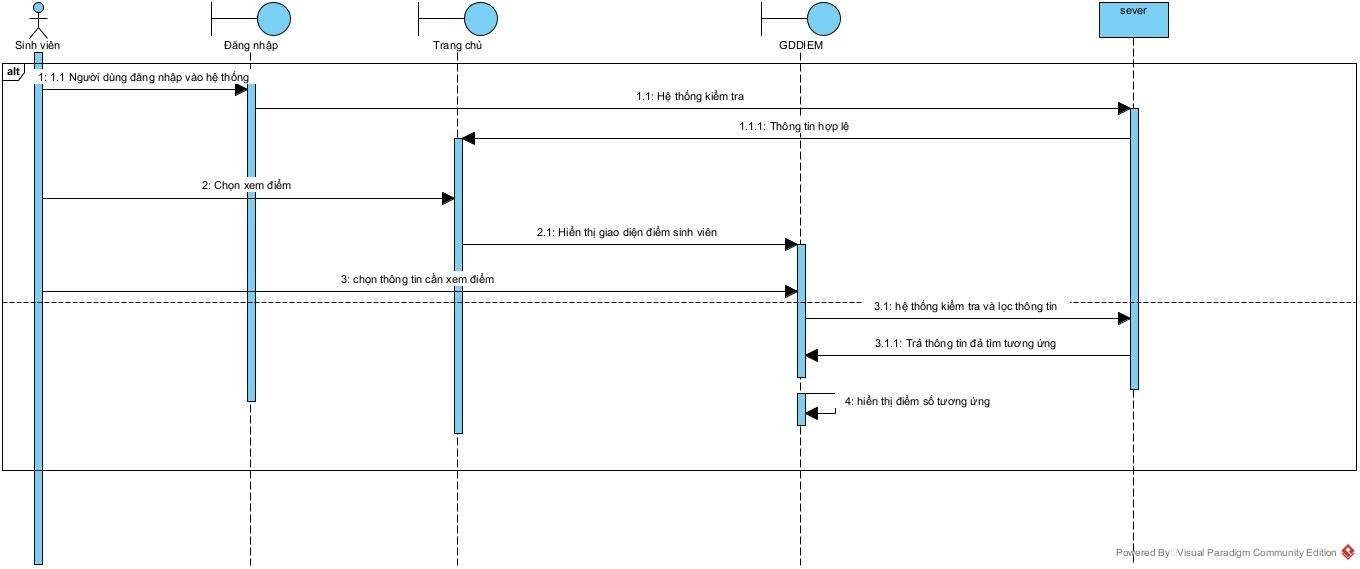 Sinh viên
Đăng nhập
Trang chủ
GDDIEM
sever
alt
1: 1.1 Người dùng đăng nhập vào hệ thống
1.1: Hệ thống kiểm tra
1.1.1: Thông tin hợp lệ
2: Chọn xem điểm
2.1: Hiển thị giao diện điểm sinh viên
3: chọn thông tin cần xem điểm
3.1: hệ thống kiểm tra và lọc thông tin
3.1.1: Trả thông tin đả tìm tương ứng
4: hiển thị điểm số tương ứng
Powered By Visual Paradigm Community Edition